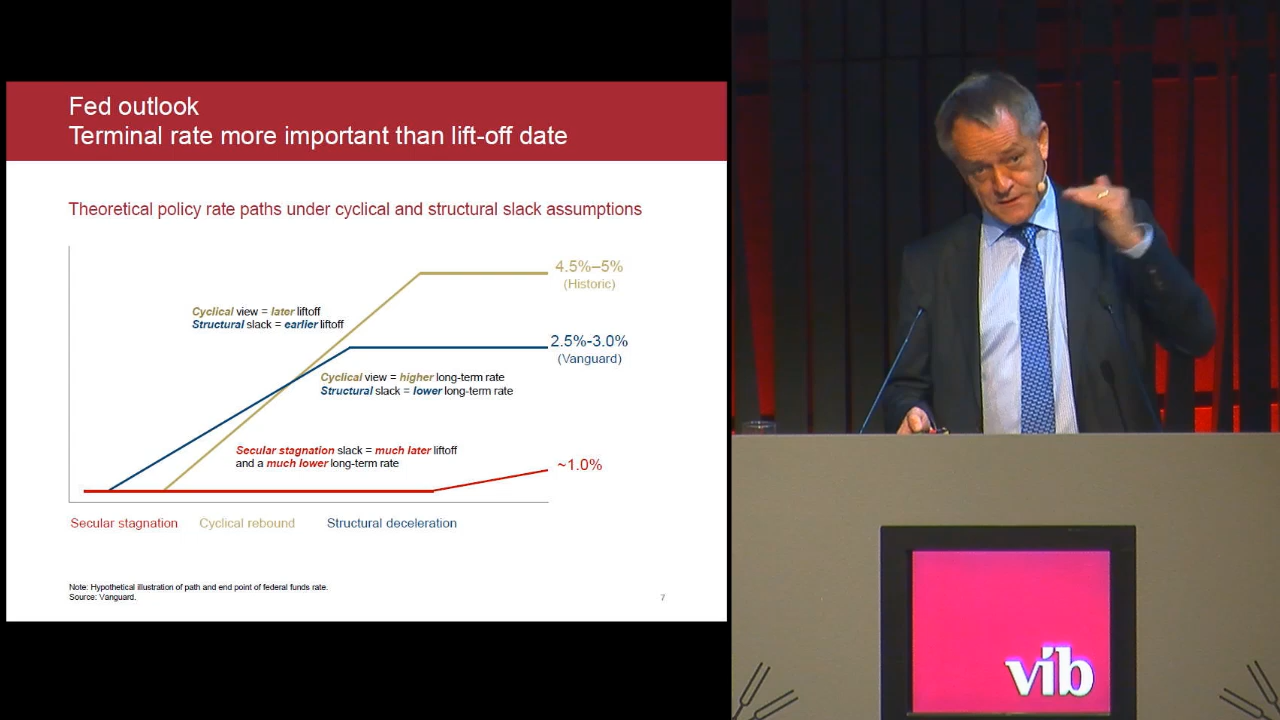 Fed outlook
Terminal rate more important than lift-off date
Theoretical policy rate paths under cyclical and structural slack assumptions
4.5%–5%
(Historic)
Cyclical view = later liftoff
Structural slack = earlier liftoff
2.5%-3.0%
(Vanguard)
Cyclical view = higher long-term rate
Structural slack = lower long-term rate
Secular stagnation slack = much later liftoff
and a much lower long-term rate
~1.0%
Secular stagnation Cyclical rebound Structural deceleration
Note: Hypothetical illustration of path and end point of federal funds rate.
Source: Vanguard.
7
vib